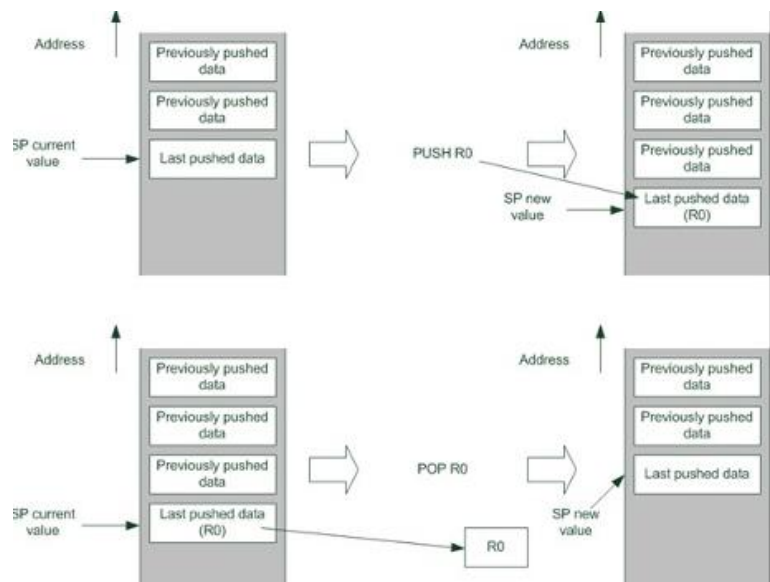 Address
Previously pushed
data
Previously pushed
data
SP current
value
Last pushed data
PUSH R0
Address
Previously pushed
data
Previously pushed
data
Previously pushed
data
SP new
value
Last pushed data
(R0)
Address
Previously pushed
data
Previously pushed
data
Previously pushed
data
SP current
value
Last pushed data
(R0)
POP R0
R0
Address
Previously pushed
data
Previously pushed
data
Last pushed data
SP new
value